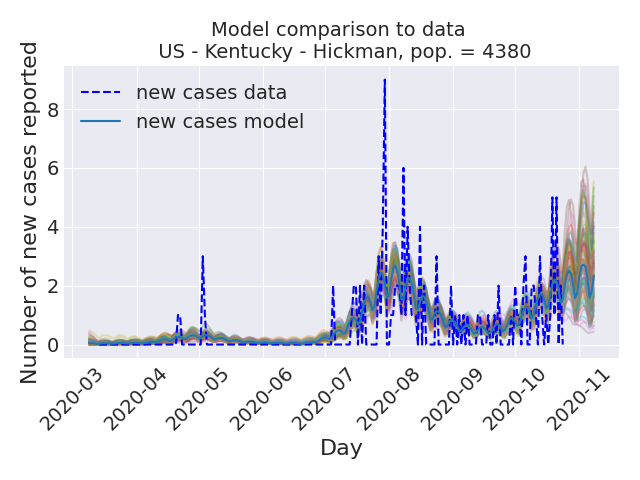 Model comparison to data
US - Kentucky - Hickman, pop. = 4380
Number of new cases reported
8
6
4
2
0
new cases data
new cases model
2020-03
2020-04
2020-05
2020-06
2020-07
2020-08
2020-09
2020-10
2020-11
Day